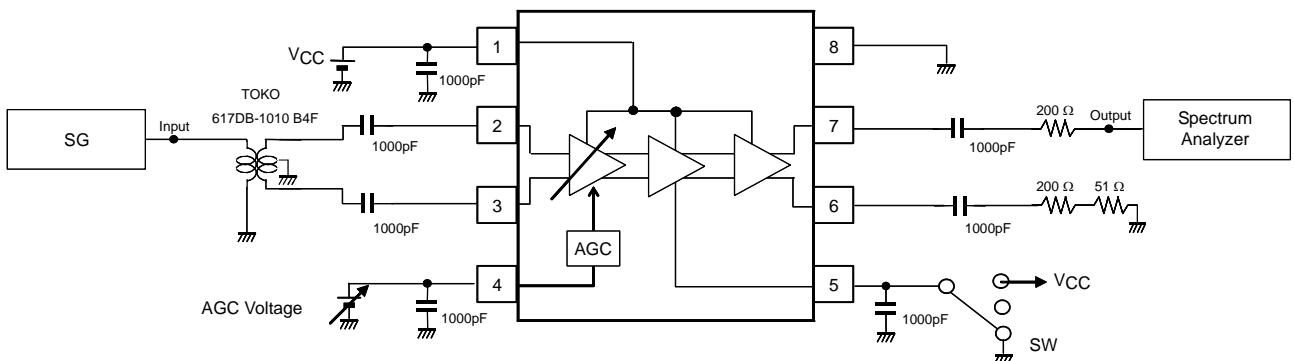 VCC
1000pF
1
8
TOKO
617DB-1010 B4F
SG
Input
1000pF
2
7
1000pF
200 Ω
Output
Spectrum
Analyzer
1000pF
3
6
1000pF
200 Ω
51 Ω
AGC
AGC Voltage
1000pF
4
5
1000pF
VCC
SW